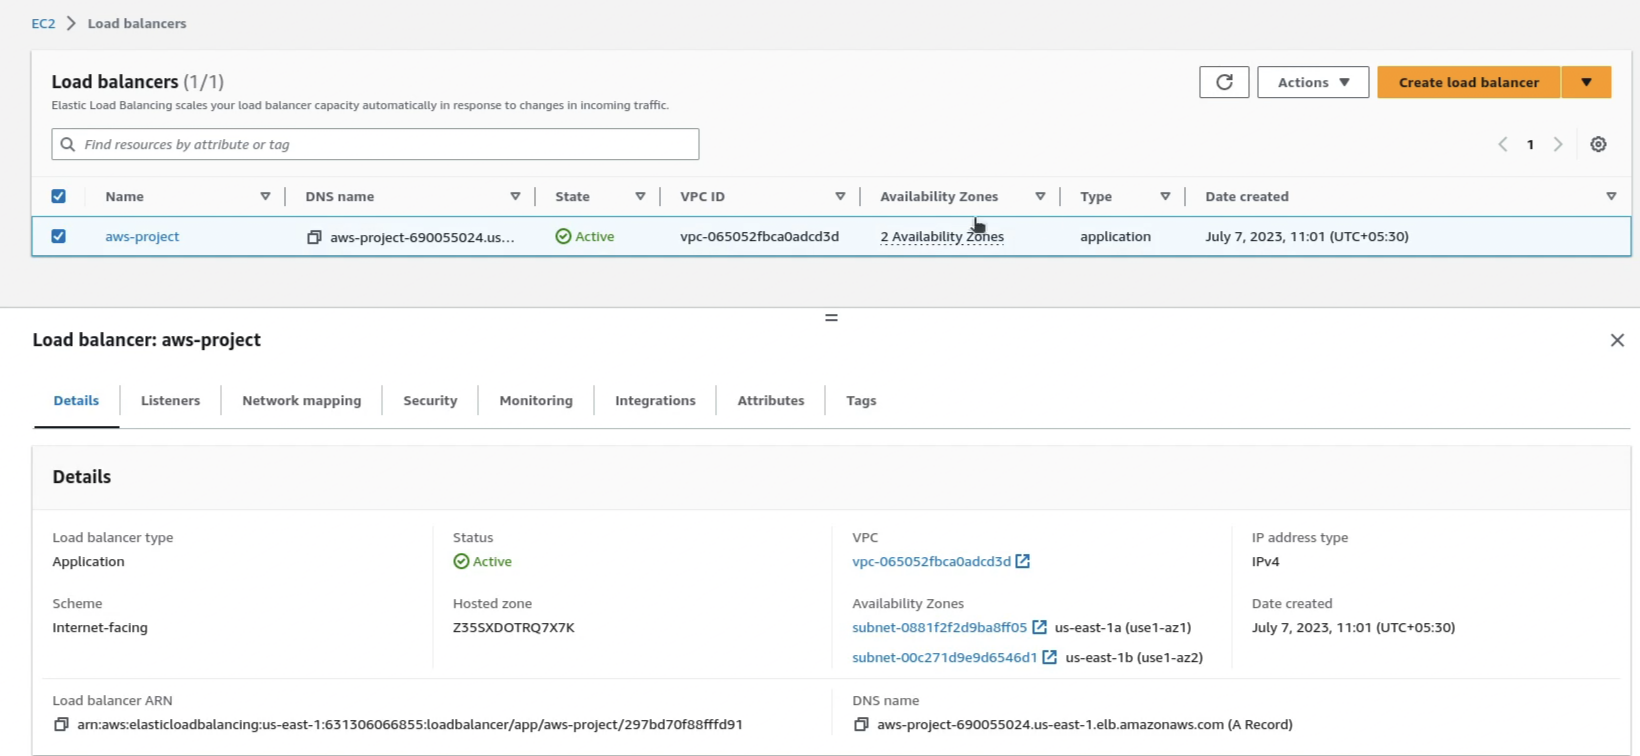 EC2 > Load balancers
Load balancers (1/1)
Elastic Load Balancing scales your load balancer capacity automatically in response to changes in incoming traffic.
Actions
Create load balancer
Find resources by attribute or tag
1
Name DNS name State VPC ID Availability Zones Type Date created
aws-project aws-project-690055024.us... Active vpc-065052fbca0adcd3d 2 Availability Zones application July 7, 2023, 11:01 (UTC+05:30)
Load balancer: aws-project
Details Listeners Network mapping Security Monitoring Integrations Attributes Tags
Details
Load balancer type Status VPC IP address type
Application Active vpc-065052fbca0adcd3d IPv4
Scheme Hosted zone Availability Zones Date created
Internet-facing Z35SXDOTRQ7X7K subnet-0881f2f2d9ba8ff05 us-east-1a (use1-az1) July 7, 2023, 11:01 (UTC+05:30)
subnet-00c271d9e9d6546d1 us-east-1b (use1-az2)
Load balancer ARN DNS name
arn:aws:elasticloadbalancing:us-east-1:631306066855:loadbalancer/app/aws-project/297bd70f88fffd91 aws-project-690055024.us-east-1.elb.amazonaws.com (A Record)